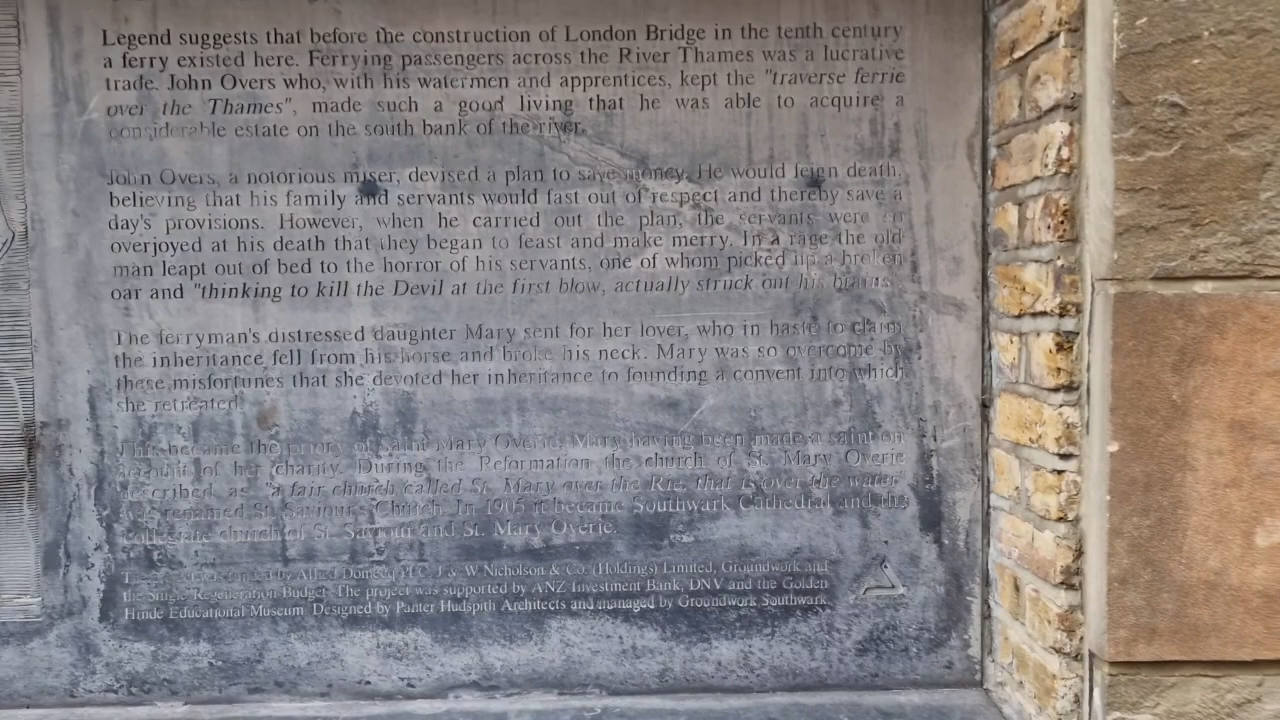 Legend suggests that before the construction of London Bridge in the tenth century
a ferry existed here. Ferrying passengers across the River Thames was a lucrative
trade. John Overs who, with his watermen and apprentices, kept the "traverse ferrie
over the Thames", made such a good living that he was able to acquire a
considerable estate on the south bank of the river.
John Overs, a notorious miser, devised a plan to save money. He would feign death,
believing that his family and servants would fast out of respect and thereby save a
day's provisions. However, when he carried out the plan, the servants were so
overjoyed at his death that they began to feast and make merry. In a rage the old
man leapt out of bed to the horror of his servants, one of whom picked up a broken
oar and "thinking to kill the Devil at the first blow, actually struck out his brains".
The ferryman's distressed daughter Mary sent for her lover, who in haste to claim
the inheritance fell from his horse and broke his neck. Mary was so overcome by
these misfortunes that she devoted her inheritance to founding a convent into which
she retreated.
This became the priory of Saint Mary Overie, Mary having been made a saint on
account of her charity. During the Reformation the church of St. Mary Overie
described as "a fair church called St. Mary over the Rie, that is over the water"
was renamed St. Saviour's Church. In 1905 it became Southwark Cathedral and the
collegiate church of St. Saviour and St. Mary Overie.
by Allied Domecq PLC, J & W Nicholson & Co. (Holdings) Limited, Groundwork and
the Single Regeneration Budget. The project was supported by ANZ Investment Bank, DNV and the Golden
Hinde Educational Museum. Designed by Panter Hudspith Architects and managed by Groundwork Southwark.